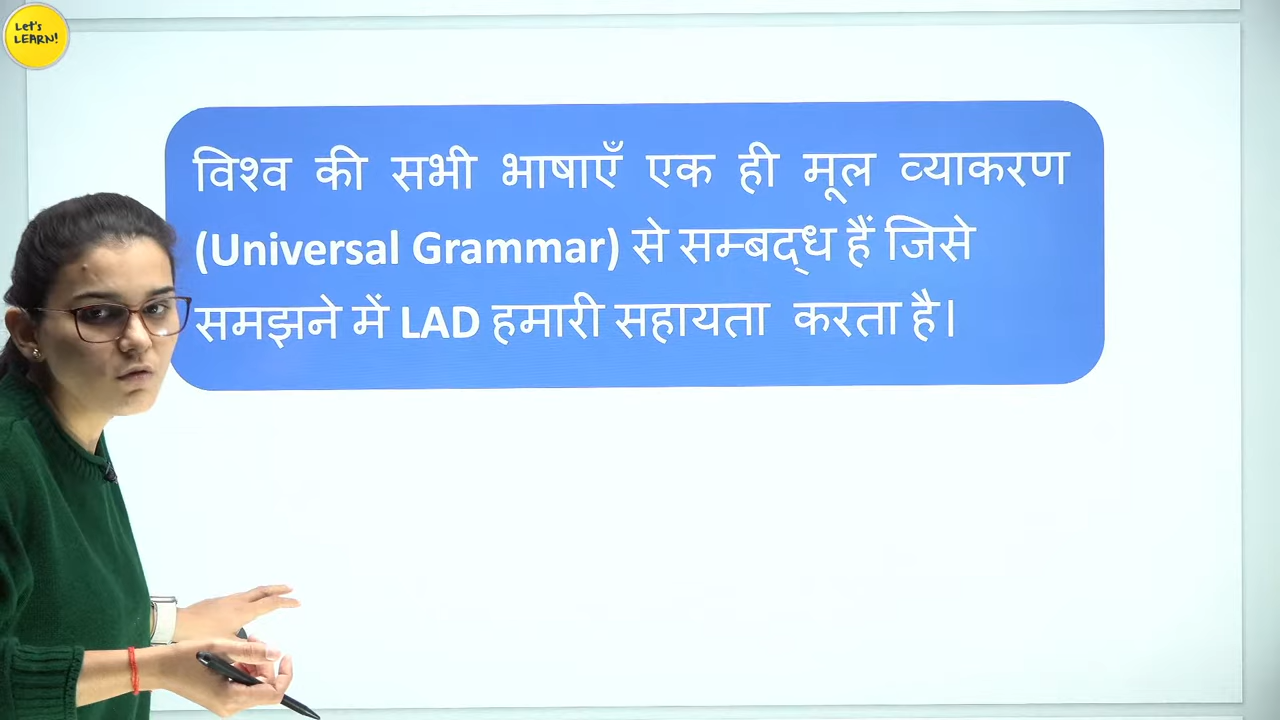 Let's
LEARN!
विश्व की सभी भाषाएँ एक ही मूल व्याकरण
(Universal Grammar) से सम्बद्ध हैं जिसे
समझने में LAD हमारी सहायता करता है।